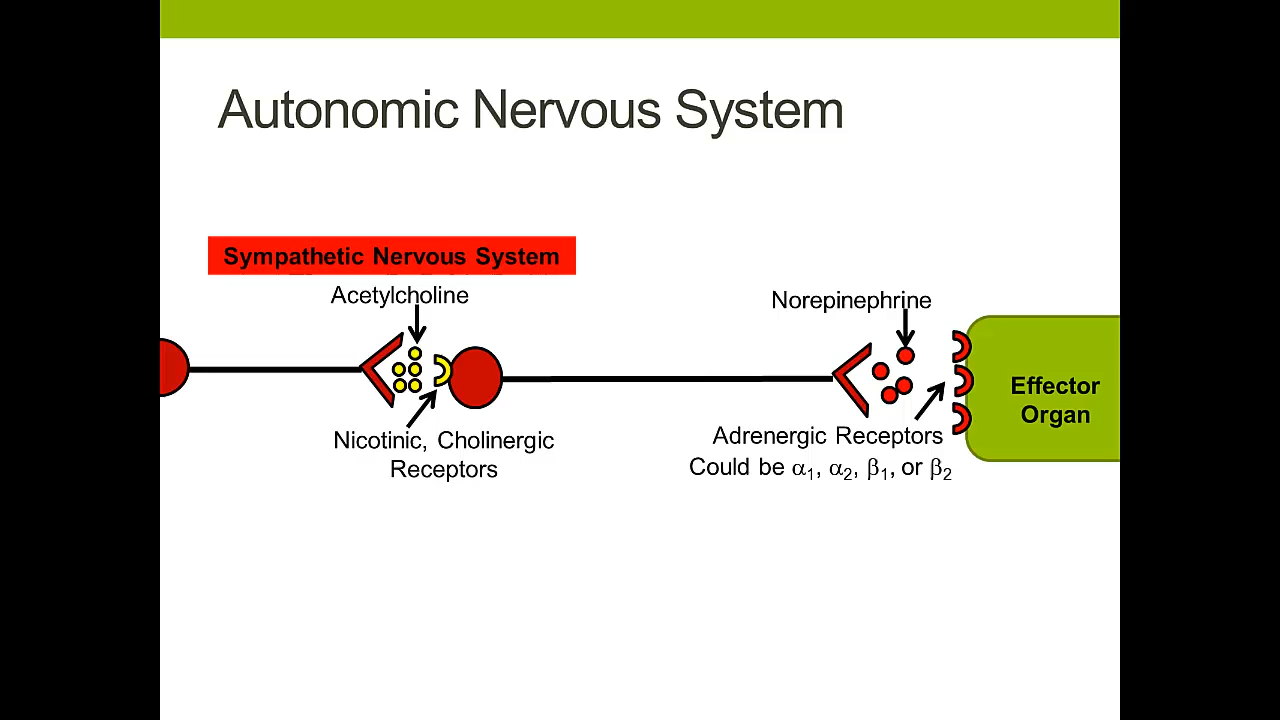 Autonomic Nervous System
Sympathetic Nervous System
Acetylcholine
Norepinephrine
Effector
Organ
Nicotinic, Cholinergic
Receptors
Adrenergic Receptors
Could be α₁, α₂, β₁, or β₂